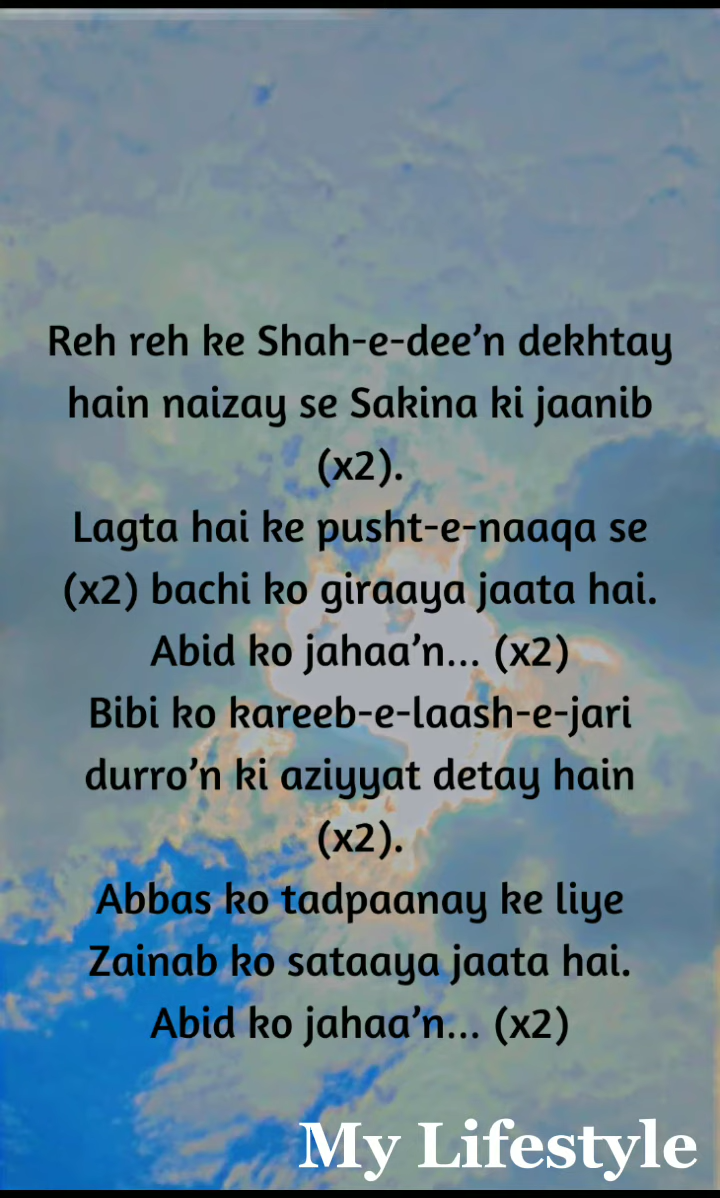 Reh reh ke Shah-e-dee’n dekhtay
hain naizay se Sakina ki jaanib
(x2).
Lagta hai ke pusht-e-naaqa se
(x2) bachi ko giraaya jaata hai.
Abid ko jahaa’n... (x2)
Bibi ko kareeb-e-laash-e-jari
durro’n ki aziyyat detay hain
(x2).
Abbas ko tadpaanay ke liye
Zainab ko sataaya jaata hai.
Abid ko jahaa’n... (x2)
My Lifestyle